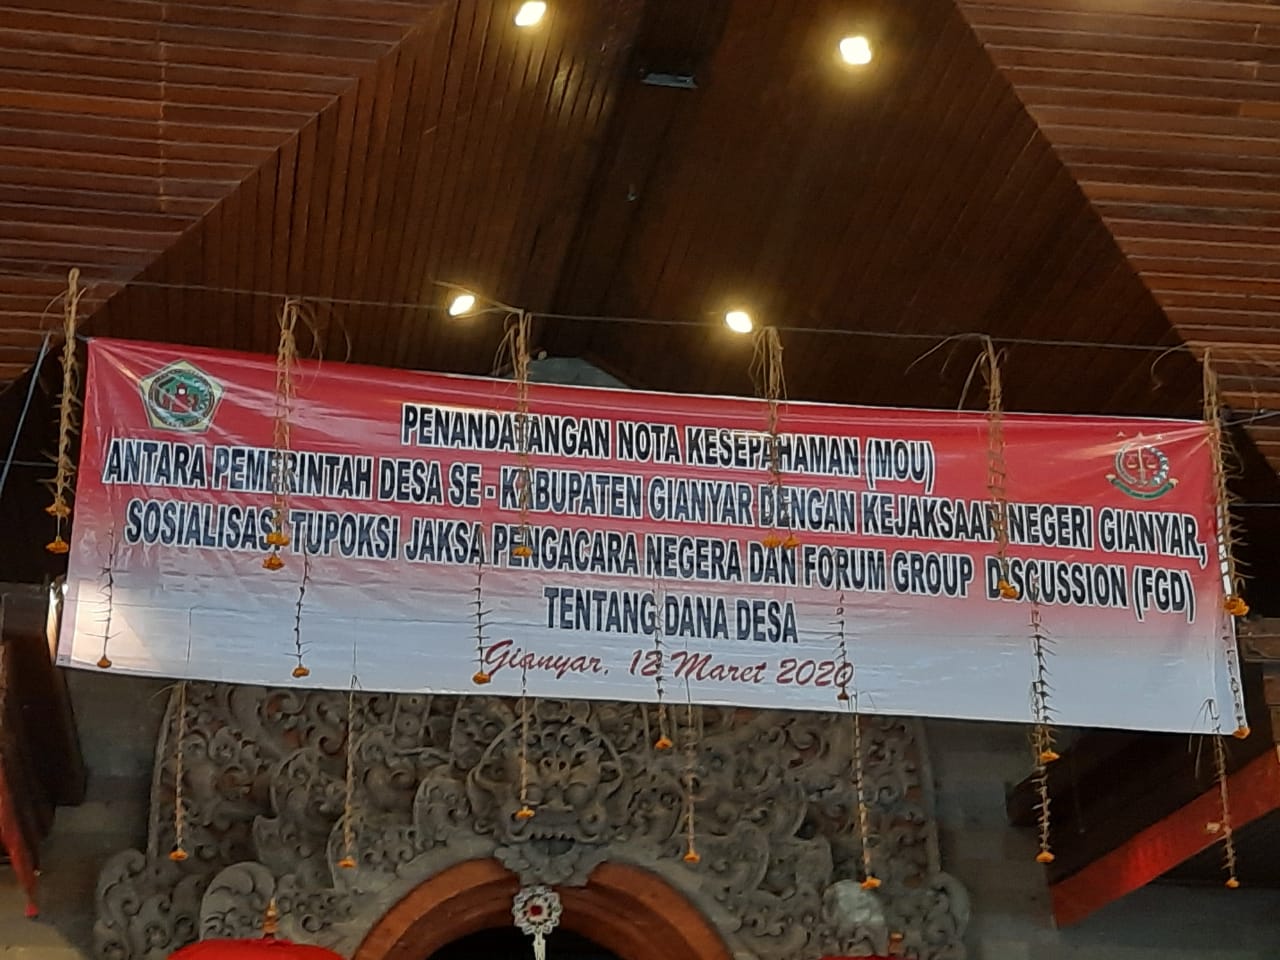 PENANDATANGAN NOTA KESEPAHAMAN (MOU)
ANTARA PEMERINTAH DESA SE - KABUPATEN GIANYAR DENGAN KEJAKSAAN NEGERI GIANYAR,
SOSIALISASI TUPOKSI JAKSA PENGACARA NEGERA DAN FORUM GROUP DISCUSSION (FGD)
TENTANG DANA DESA
Gianyar, 12 Maret 2020